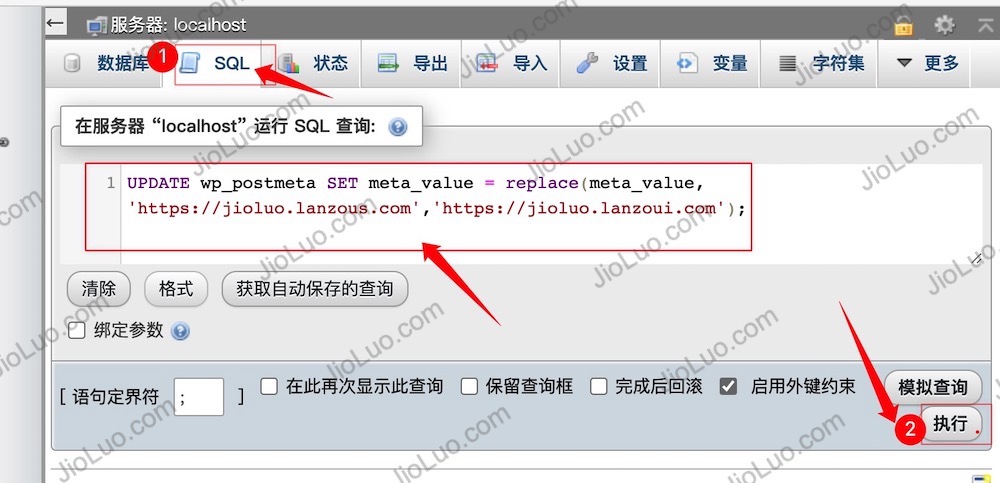 服务器: localhost
数据库 1 SQL 状态 导出 导入 设置 变量 字符集 更多
在服务器 “localhost” 运行 SQL 查询:
1 UPDATE wp_postmeta SET meta_value = replace(meta_value,
'https://jioluo.lanzous.com','https://jioluo.lanzoui.com');
清除 格式 获取自动保存的查询
绑定参数
[ 语句定界符 ; ] 在此再次显示此查询 保留查询框 完成后回滚 启用外键约束 模拟查询
2 执行
JioLuo.com